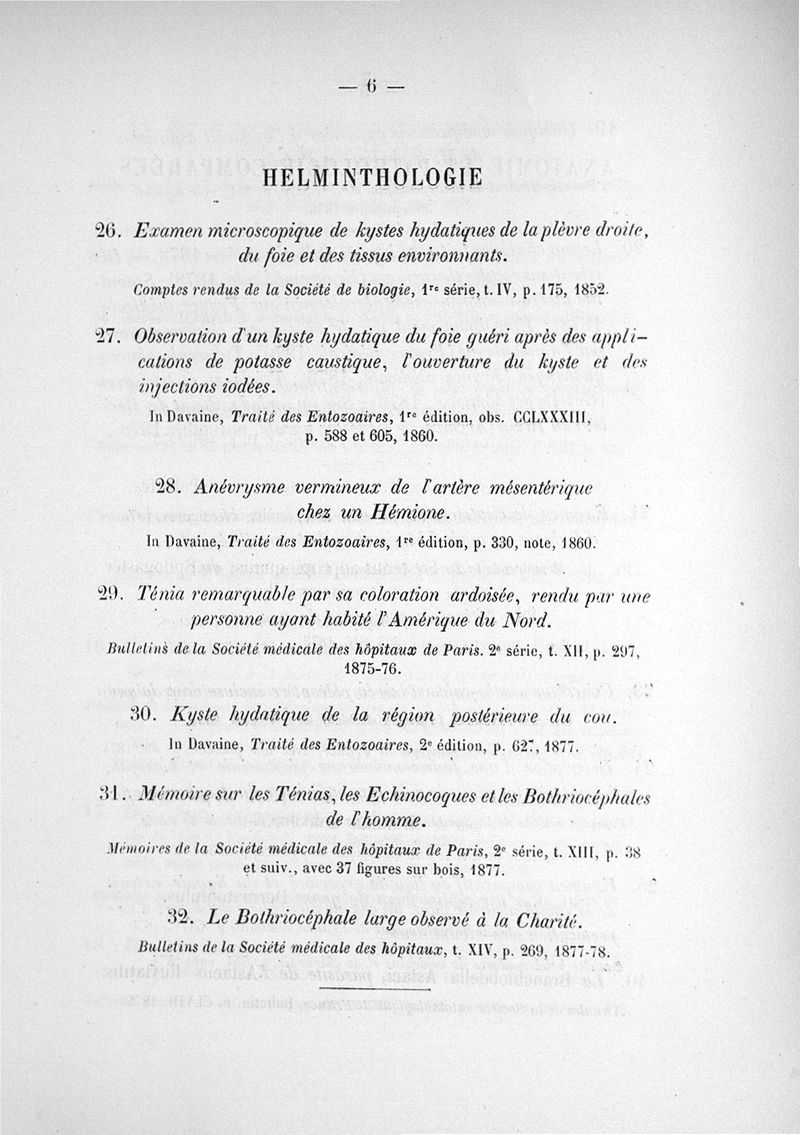 — 6 —
HELMINTHOLOGIE
26. Examen microscopique de kystes hydatiques de la plèvre droite,
du foie et des tissus environnants.
Comptes rendus de la Société de biologie, 1re série, t. IV, p. 175, 1852.
27. Observation d'un kyste hydatique du foie guéri après des appli-
cations de potasse caustique, l'ouverture du kyste et des
injections iodées.
In Davaine, Traité des Entozoaires, 1re édition, obs. CCLXXXIII,
p. 588 et 605, 1860.
28. Anévrysme vermineux de l'artère mésentérique
chez un Hémione.
In Davaine, Traité des Entozoaires, 1re édition, p. 330, note, 1860.
29. Ténia remarquable par sa coloration ardoisée, rendu par une
personne ayant habité l'Amérique du Nord.
Bulletins de la Société médicale des hôpitaux de Paris. 2e série, t. XII, p. 297,
1875-76.
30. Kyste hydatique de la région postérieure du cou.
In Davaine, Traité des Entozoaires, 2e édition, p. 627, 1877.
31. Mémoire sur les Ténias, les Echinocoques et les Bothriocéphales
de l'homme.
Mémoires de la Société médicale des hôpitaux de Paris, 2e série, t. XIII, p. 38
et suiv., avec 37 figures sur bois, 1877.
32. Le Bothriocéphale large observé à la Charité.
Bulletins de la Société médicale des hôpitaux, t. XIV, p. 269, 1877-78.